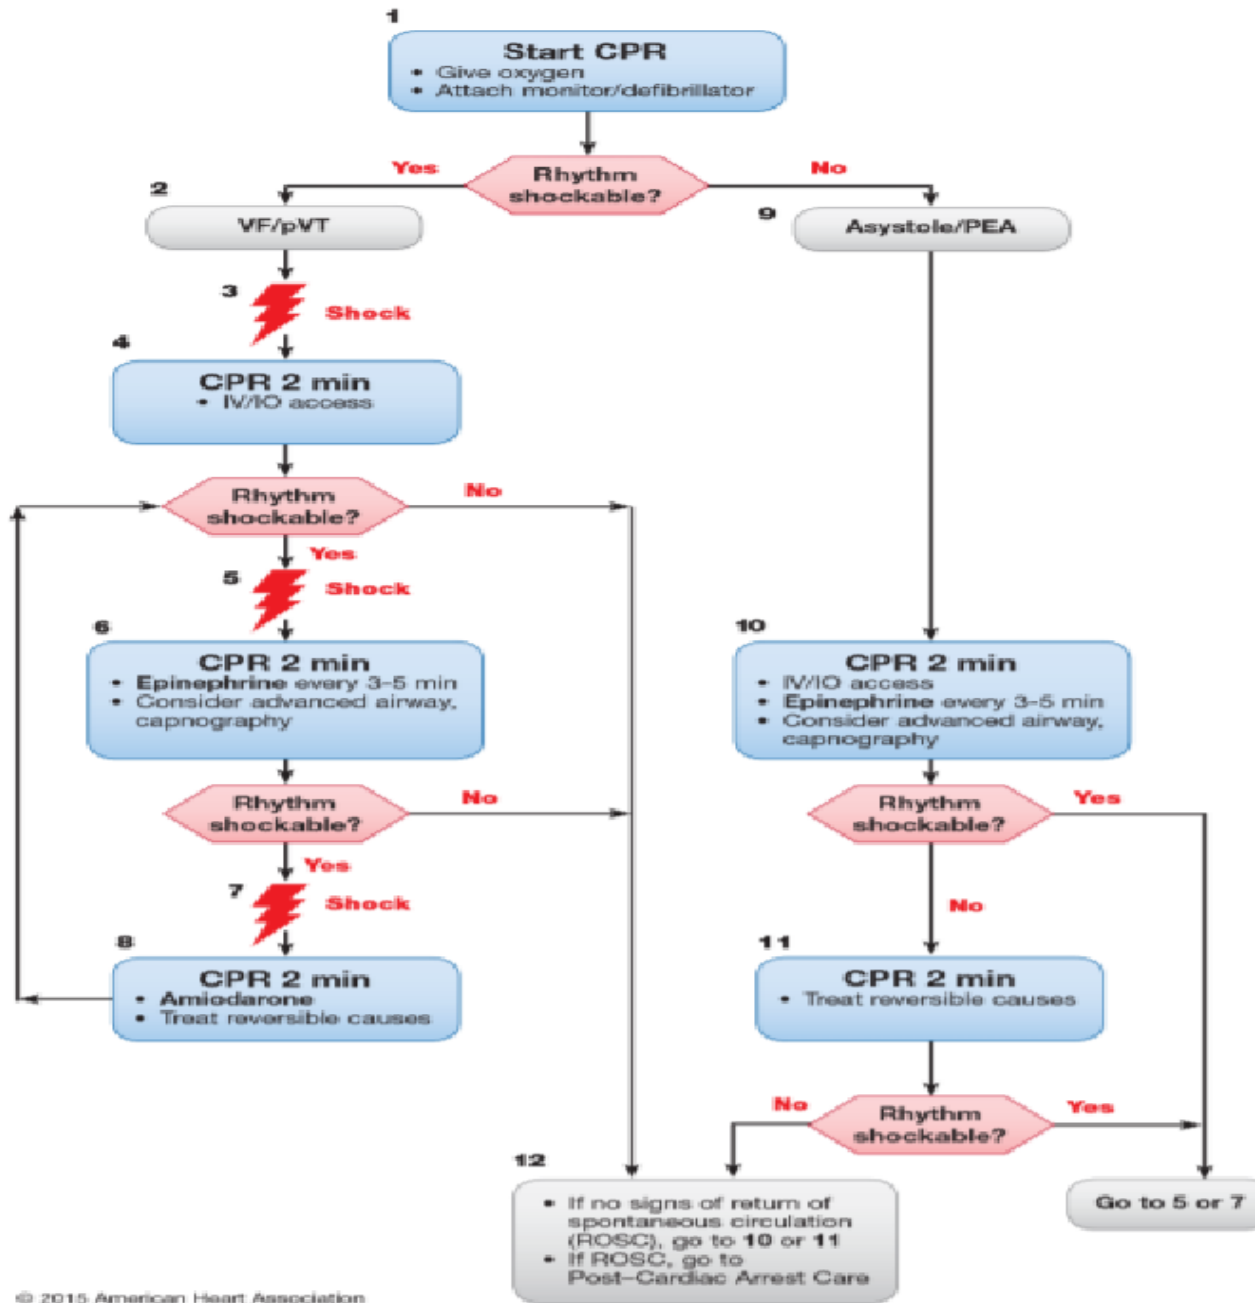 1
Start CPR
• Give oxygen
• Attach monitor/defibrillator
Rhythm
shockable?
Yes
No
2
VF/pVT
9
Asystole/PEA
3
Shock
4
CPR 2 min
• IV/IO access
Rhythm
shockable?
No
Yes
5
Shock
6
CPR 2 min
• Epinephrine every 3–5 min
• Consider advanced airway,
capnography
Rhythm
shockable?
No
Yes
7
Shock
8
CPR 2 min
• Amiodarone
• Treat reversible causes
10
CPR 2 min
• IV/IO access
• Epinephrine every 3–5 min
• Consider advanced airway,
capnography
Rhythm
shockable?
Yes
No
11
CPR 2 min
• Treat reversible causes
No
Rhythm
shockable?
Yes
12
• If no signs of return of
spontaneous circulation
(ROSC), go to 10 or 11
• If ROSC, go to
Post–Cardiac Arrest Care
Go to 5 or 7
© 2015 American Heart Association